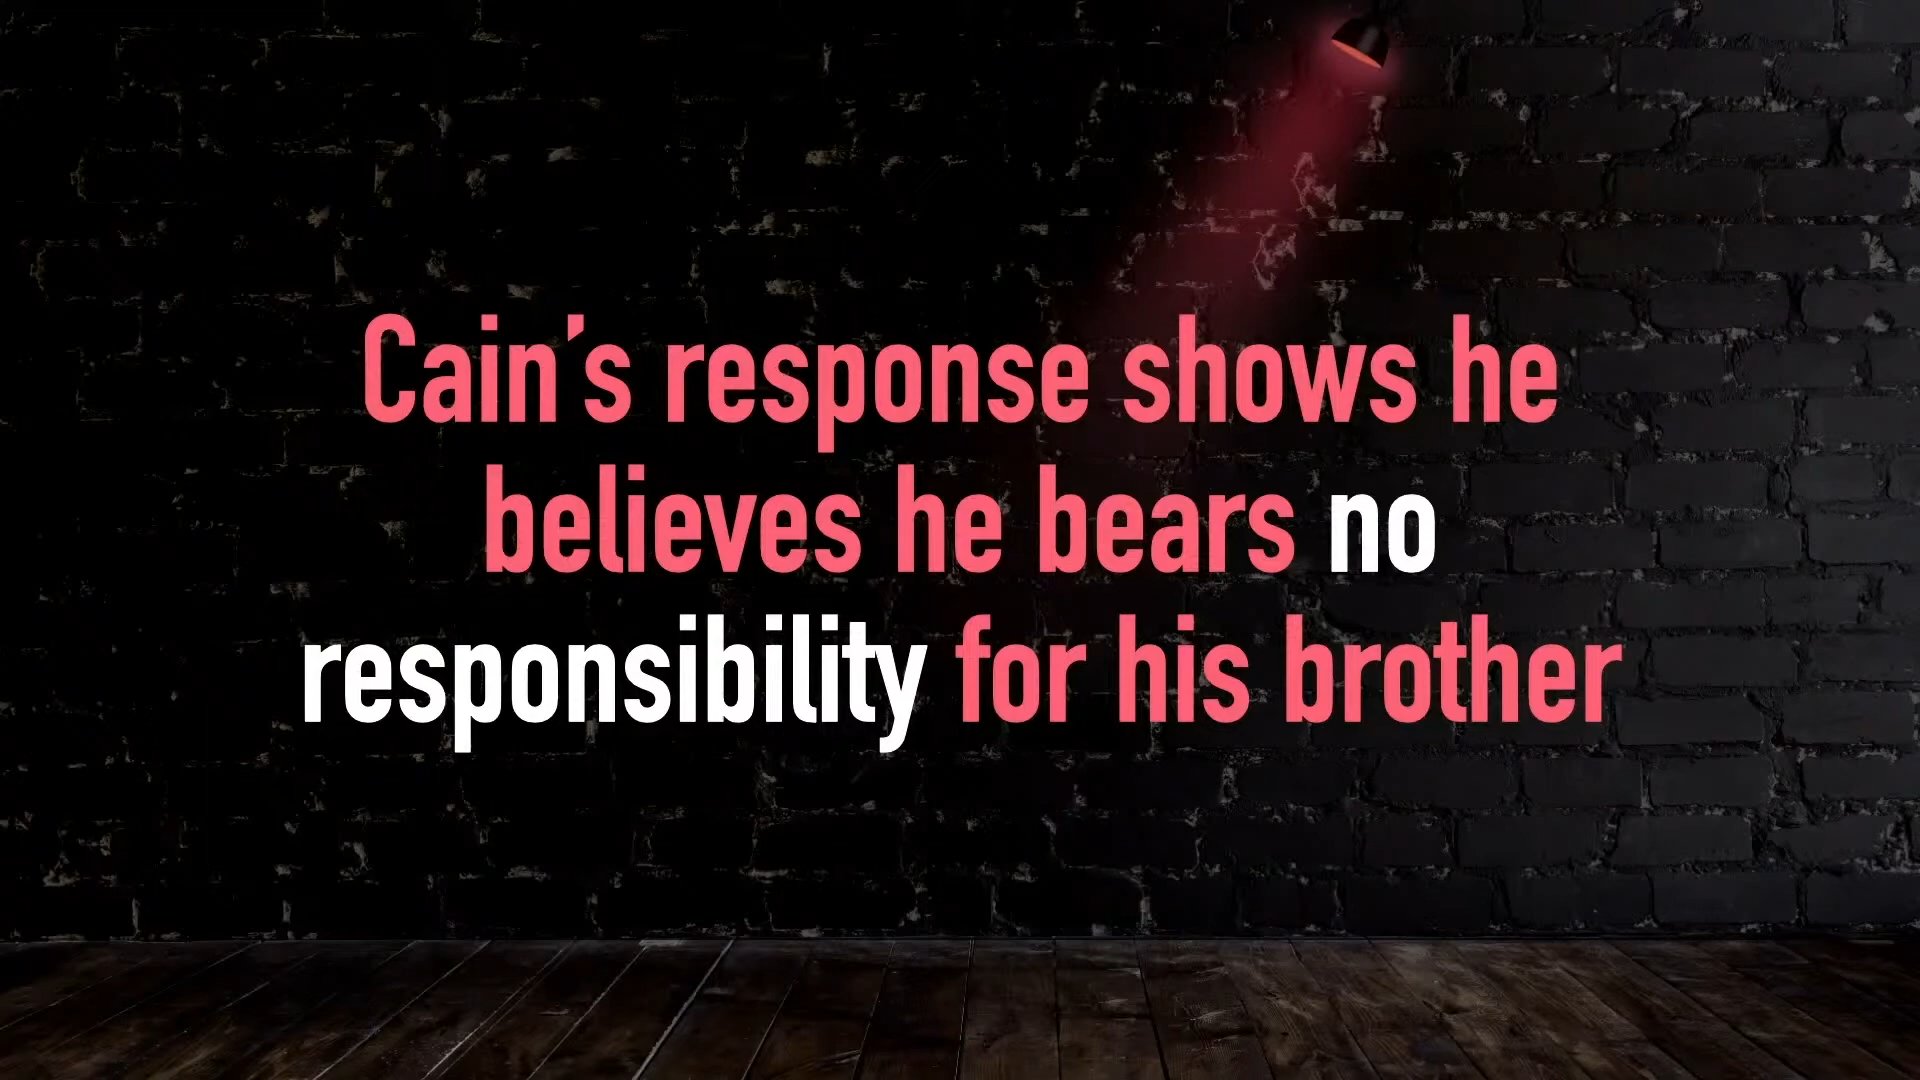 Cain’s response shows he
believes he bears no
responsibility for his brother